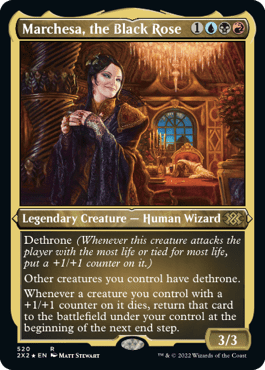 Marchesa, the Black Rose 1
Legendary Creature — Human Wizard 2X2
Dethrone (Whenever this creature attacks the
player with the most life or tied for most life,
put a +1/+1 counter on it.)
Other creatures you control have dethrone.
Whenever a creature you control with a
+1/+1 counter on it dies, return that card
to the battlefield under your control at the
beginning of the next end step.
3/3
520 R
2X2 ★ EN Matt Stewart
™ & © 2022 Wizards of the Coast